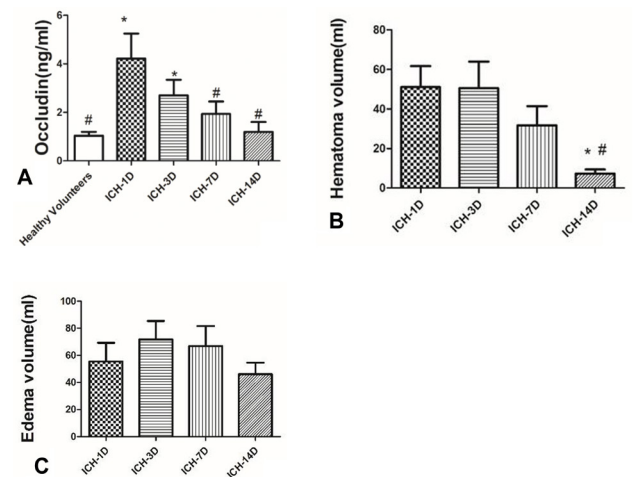 Occludin(ng/ml)
6
4
2
0
*
*
#
#
#
Healthy Volunteers
ICH-1D
ICH-3D
ICH-7D
ICH-14D
A
Hematoma volume(ml)
80
60
40
20
0
* #
ICH-1D
ICH-3D
ICH-7D
ICH-14D
B
Edema volume(ml)
100
80
60
40
20
0
ICH-1D
ICH-3D
ICH-7D
ICH-14D
C